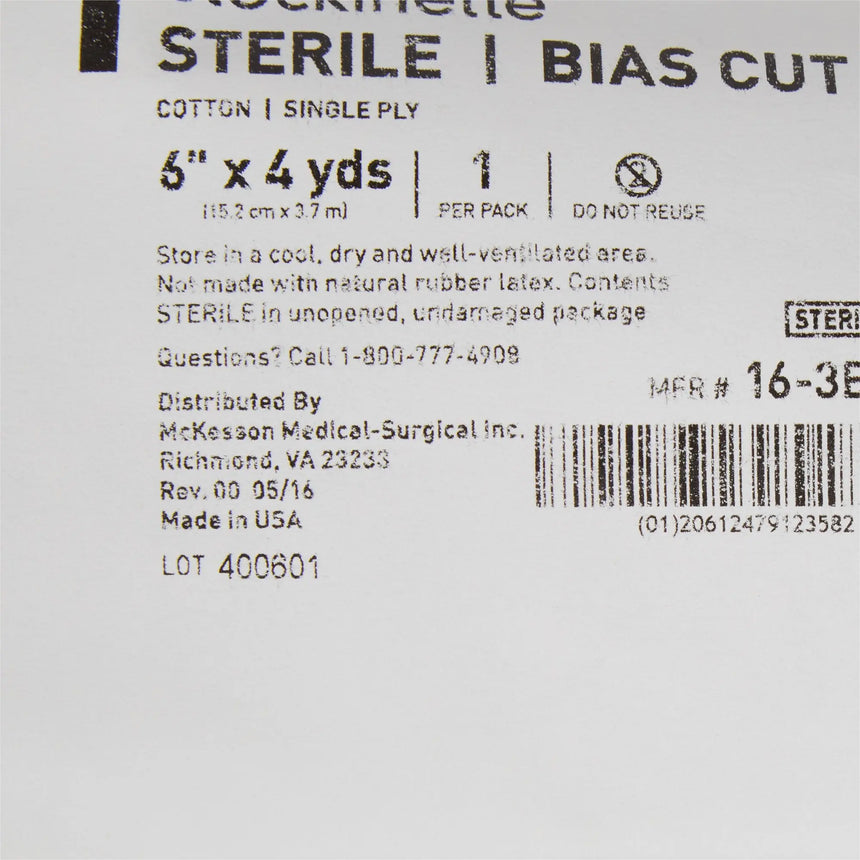 Stockinette
STERILE | BIAS CUT
COTTON | SINGLE PLY
6" x 4 yds | 1 |
(15.2 cm x 3.7 m) PER PACK DO NOT REUSE
Store in a cool, dry and well-ventilated area.
Not made with natural rubber latex. Contents
STERILE in unopened, undamaged package
STERI
Questions? Call 1-800-777-4908
MFR # 16-3E
Distributed By
McKesson Medical-Surgical Inc.
Richmond, VA 23233
Rev. 00 05/16
Made in USA
(01)20612479123582
LOT 400601